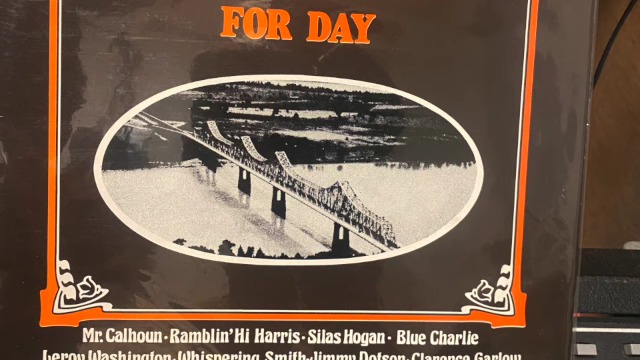 FOR DAY
Mr. Calhoun · Ramblin' Hi Harris · Silas Hogan · Blue Charlie
Leroy Washington · Whispering Smith · Jimmy Dotson · Clarence Garlow